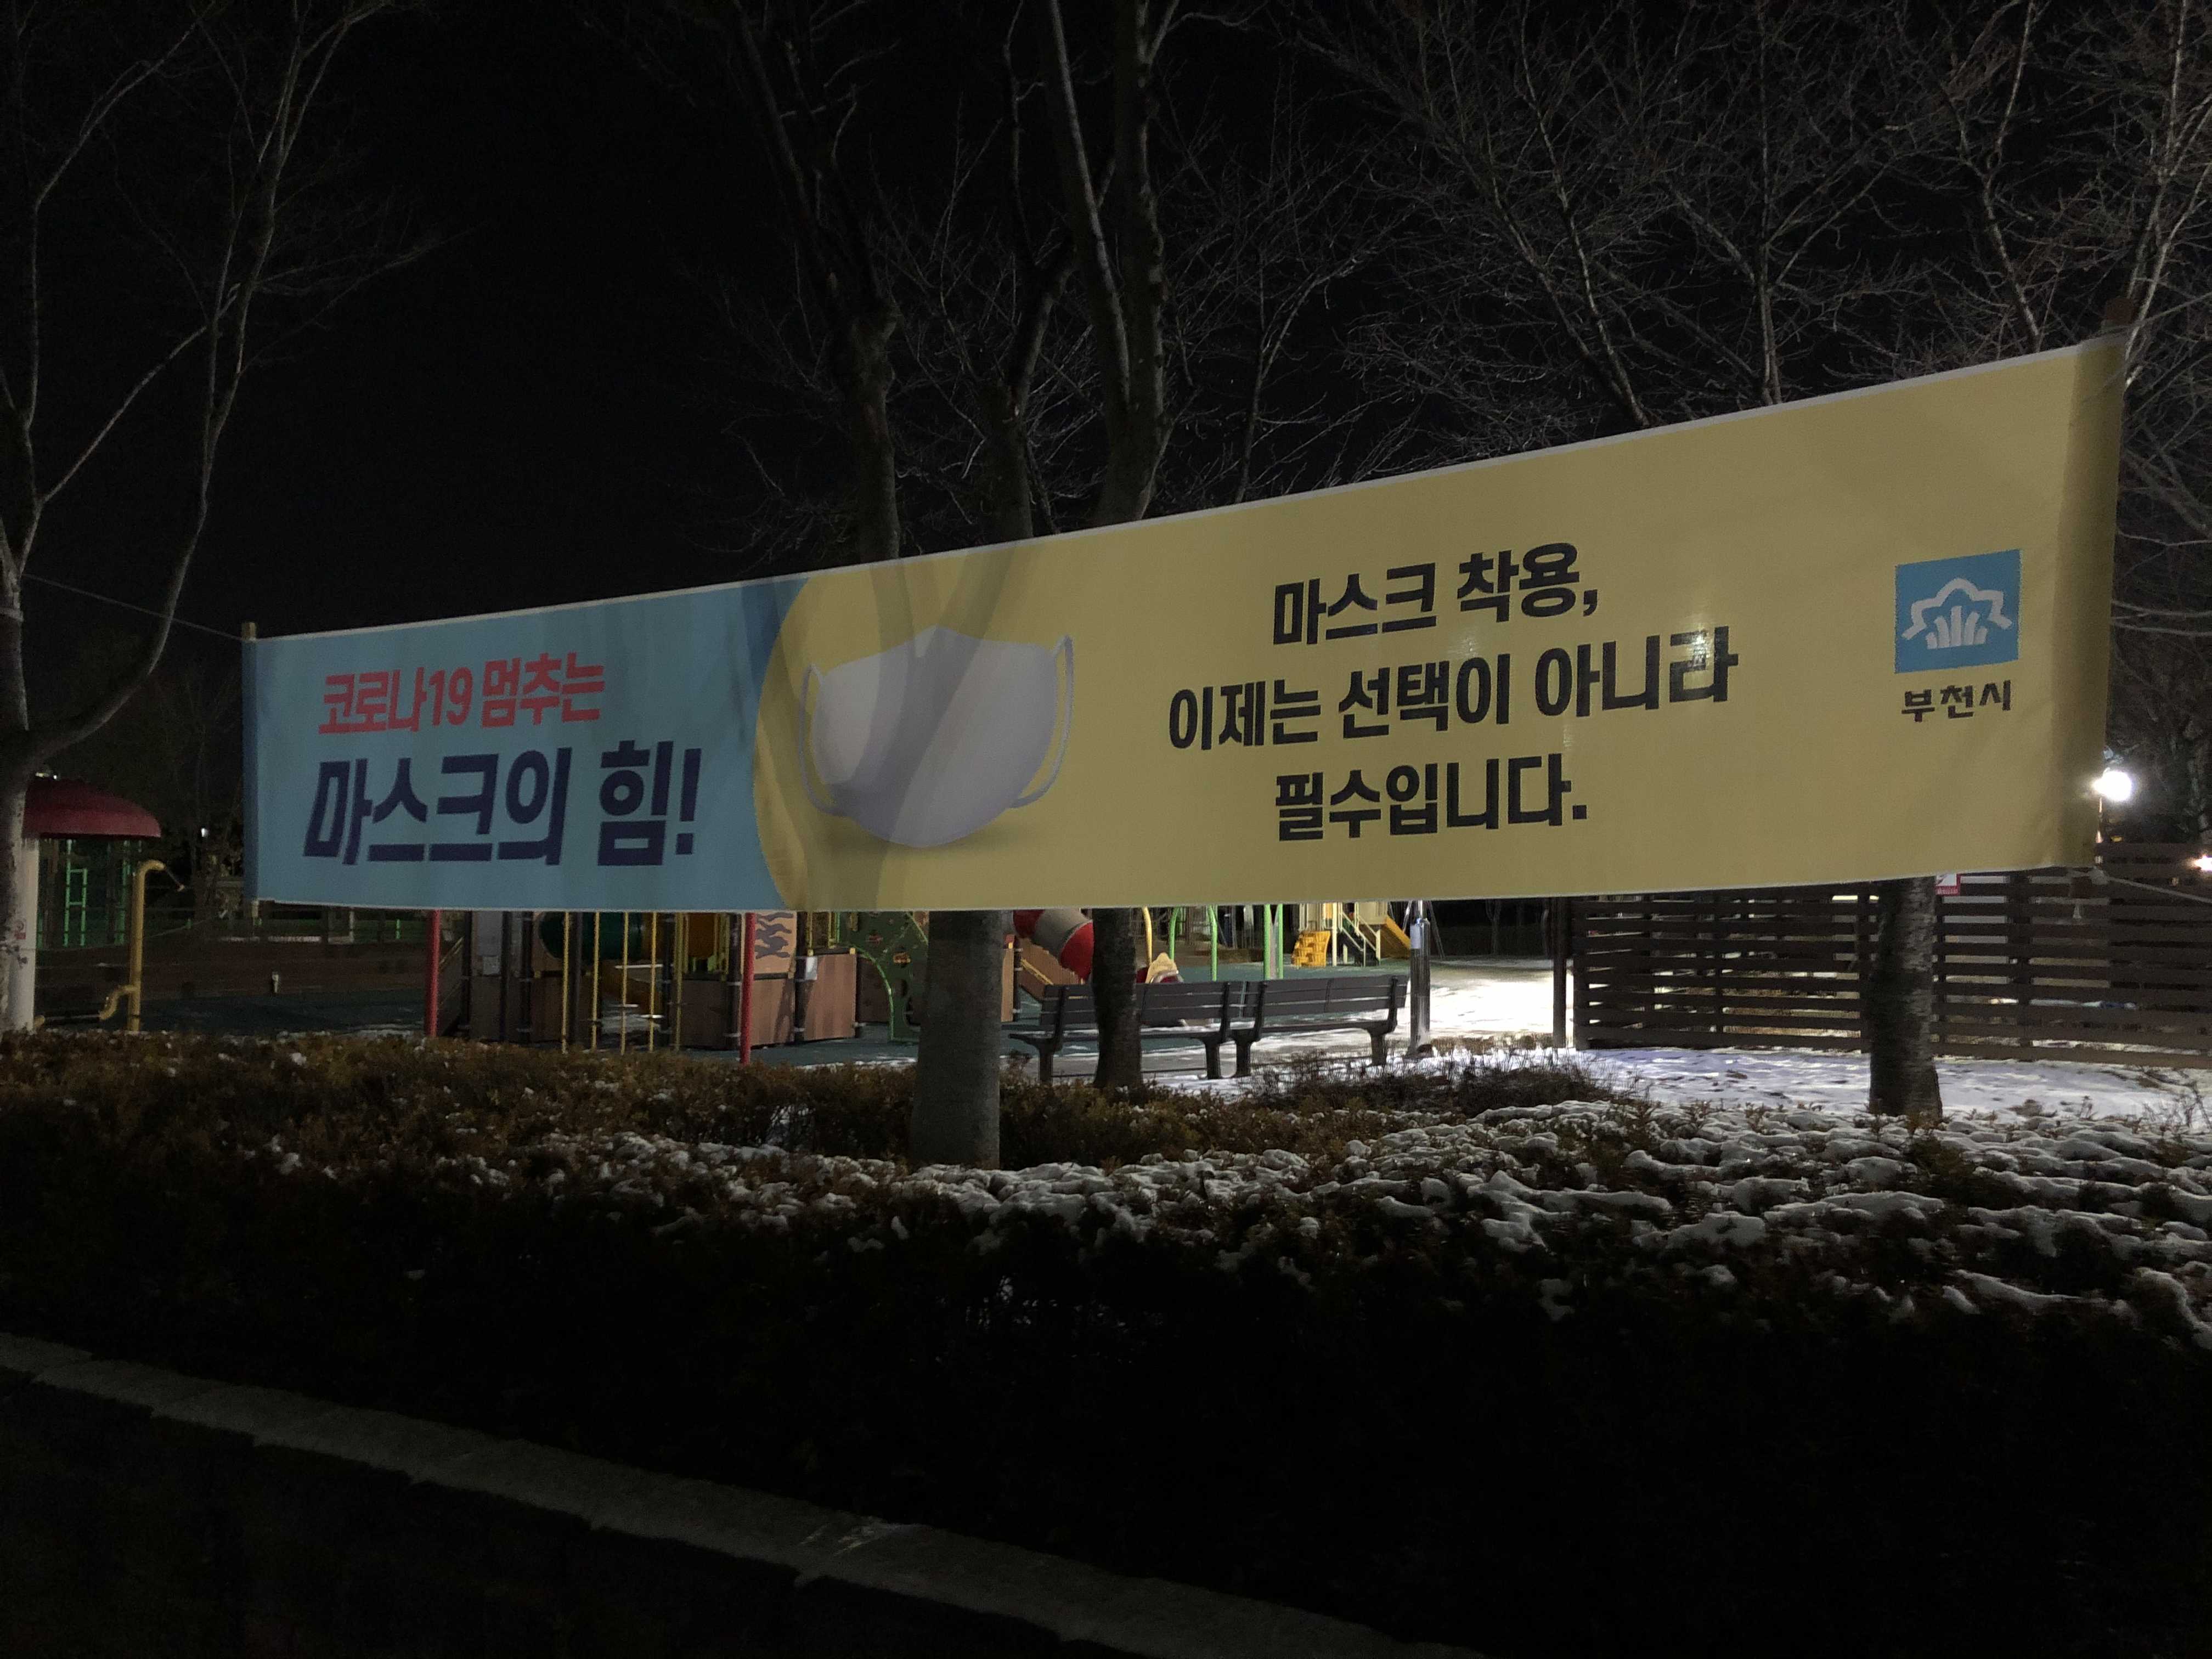 코로나19 멈추는
마스크의 힘!
마스크 착용,
이제는 선택이 아니라
필수입니다.
부천시